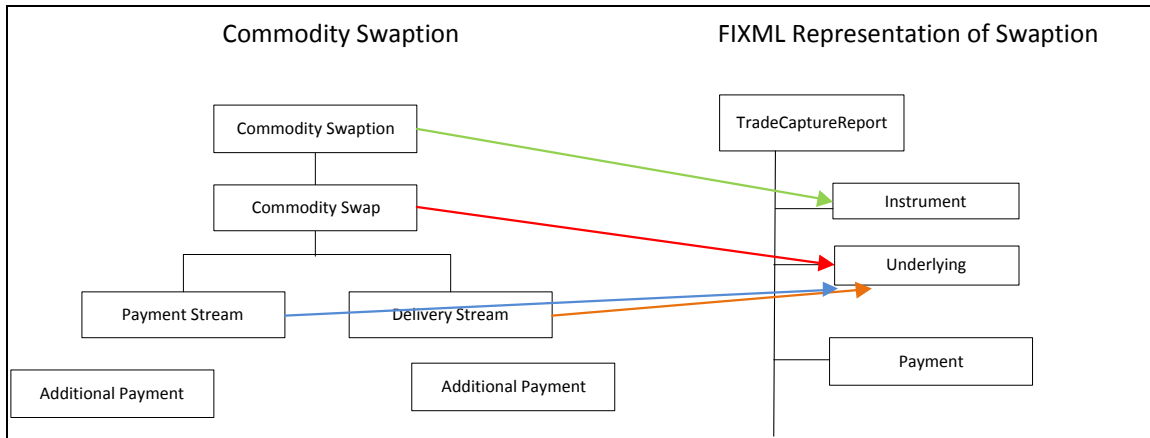 Commodity Swaption
FIXML Representation of Swaption
Commodity Swaption
TradeCaptureReport
Commodity Swap
Instrument
Underlying
Payment Stream
Delivery Stream
Payment
Additional Payment
Additional Payment